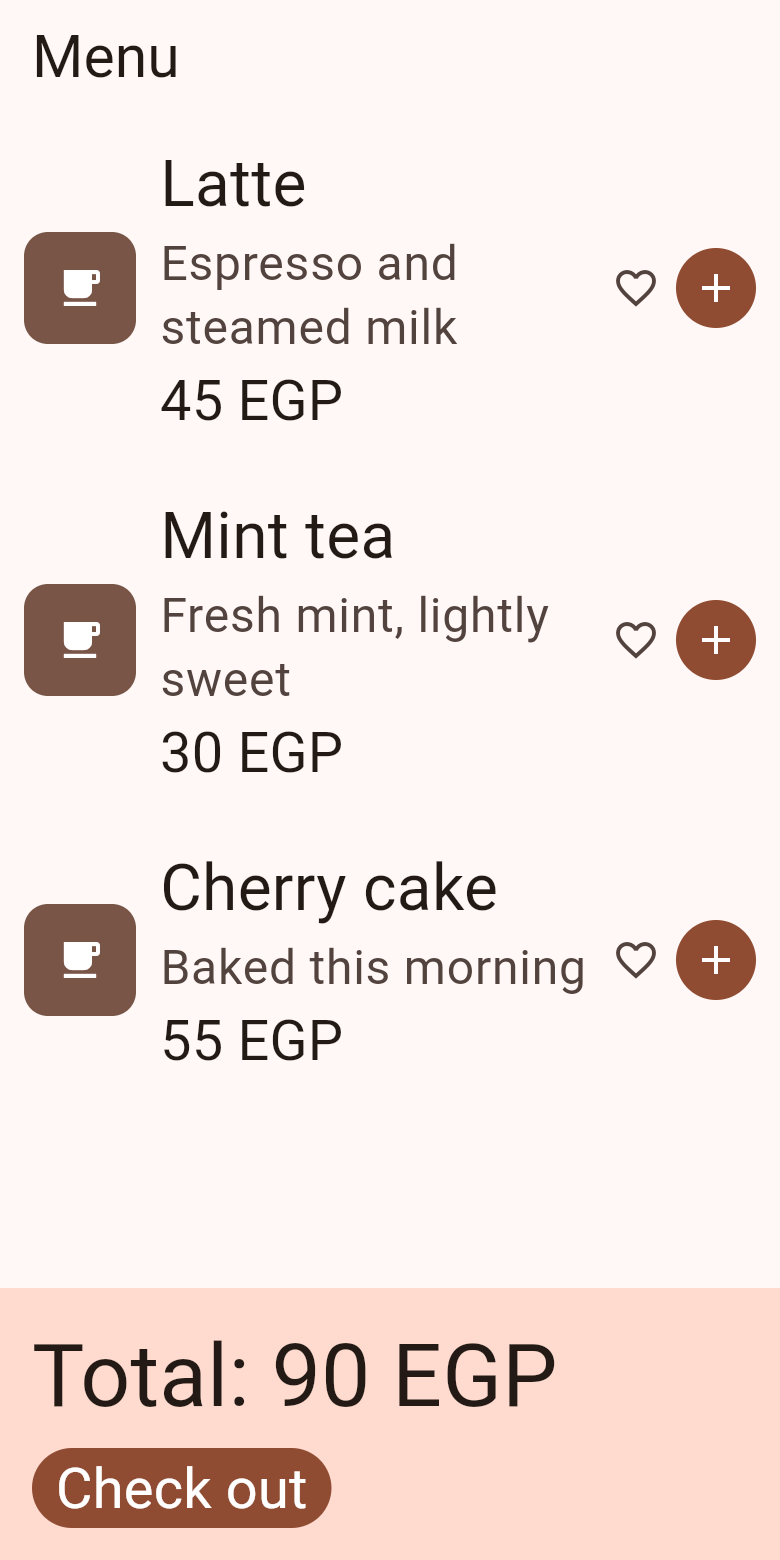 Menu
Latte
Espresso and
steamed milk
45 EGP
Mint tea
Fresh mint, lightly
sweet
30 EGP
Cherry cake
Baked this morning
55 EGP
Total: 90 EGP
Check out